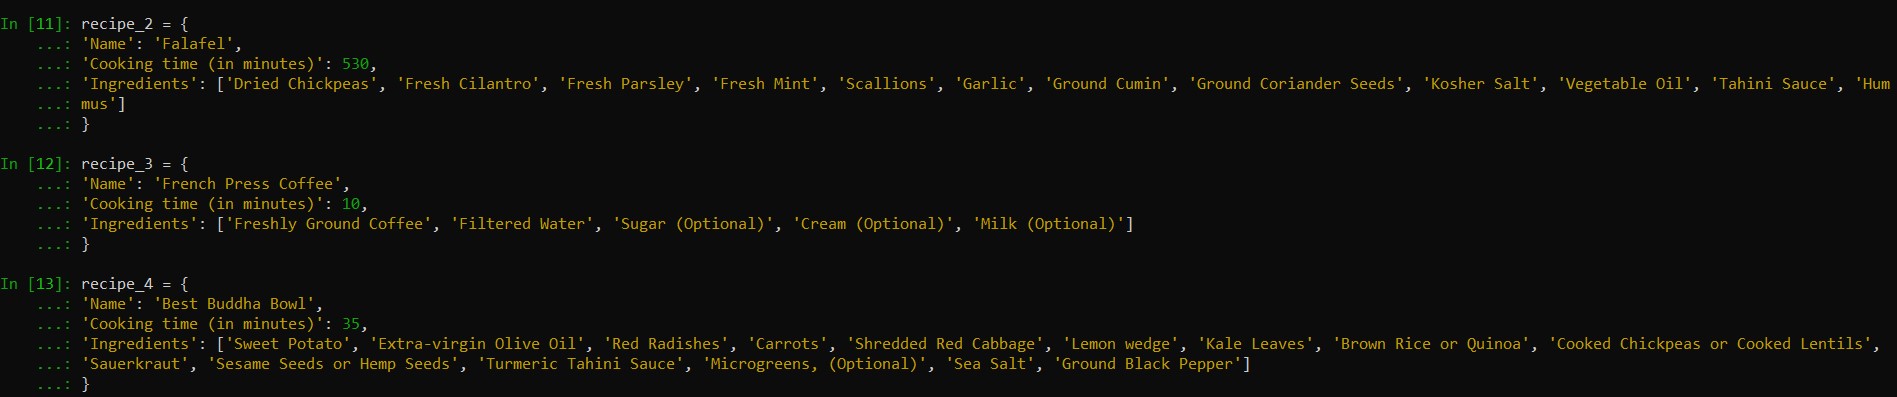 In [11]: recipe_2 = {
...: 'Name': 'Falafel',
...: 'Cooking time (in minutes)': 530,
...: 'Ingredients': ['Dried Chickpeas', 'Fresh Cilantro', 'Fresh Parsley', 'Fresh Mint', 'Scallions', 'Garlic', 'Ground Cumin', 'Ground Coriander Seeds', 'Kosher Salt', 'Vegetable Oil', 'Tahini Sauce', 'Hum
...: mus']
...: }
In [12]: recipe_3 = {
...: 'Name': 'French Press Coffee',
...: 'Cooking time (in minutes)': 10,
...: 'Ingredients': ['Freshly Ground Coffee', 'Filtered Water', 'Sugar (Optional)', 'Cream (Optional)', 'Milk (Optional)']
...: }
In [13]: recipe_4 = {
...: 'Name': 'Best Buddha Bowl',
...: 'Cooking time (in minutes)': 35,
...: 'Ingredients': ['Sweet Potato', 'Extra-virgin Olive Oil', 'Red Radishes', 'Carrots', 'Shredded Red Cabbage', 'Lemon wedge', 'Kale Leaves', 'Brown Rice or Quinoa', 'Cooked Chickpeas or Cooked Lentils',
...: 'Sauerkraut', 'Sesame Seeds or Hemp Seeds', 'Turmeric Tahini Sauce', 'Microgreens, (Optional)', 'Sea Salt', 'Ground Black Pepper']
...: }